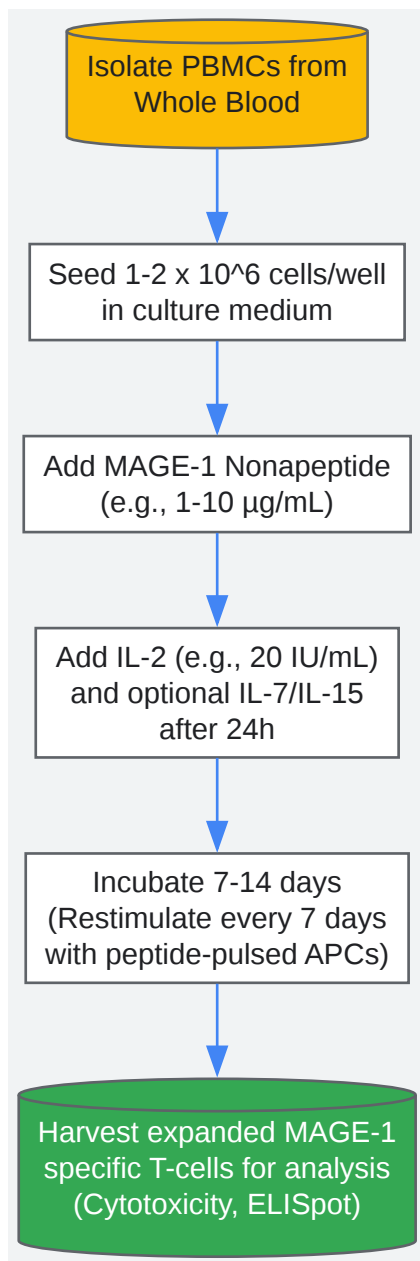 Isolate PBMCs from
Whole Blood
Seed 1-2 x 10^6 cells/well
in culture medium
Add MAGE-1 Nonapeptide
(e.g., 1-10 µg/mL)
Add IL-2 (e.g., 20 IU/mL)
and optional IL-7/IL-15
after 24h
Incubate 7-14 days
(Restimulate every 7 days
with peptide-pulsed APCs)
Harvest expanded MAGE-1
specific T-cells for analysis
(Cytotoxicity, ELISpot)